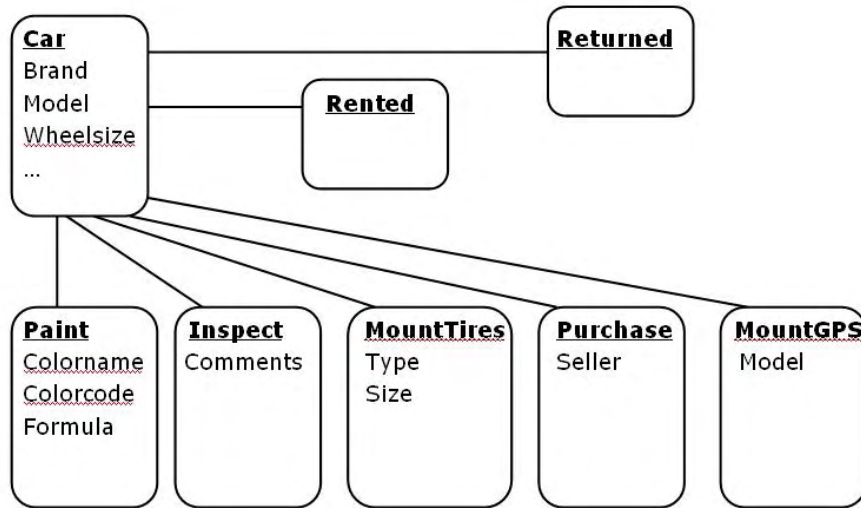 Car
Brand
Model
Wheelsize
...
Returned
Rented
Paint
Colorname
Colorcode
Formula
Inspect
Comments
MountTires
Type
Size
Purchase
Seller
MountGPS
Model